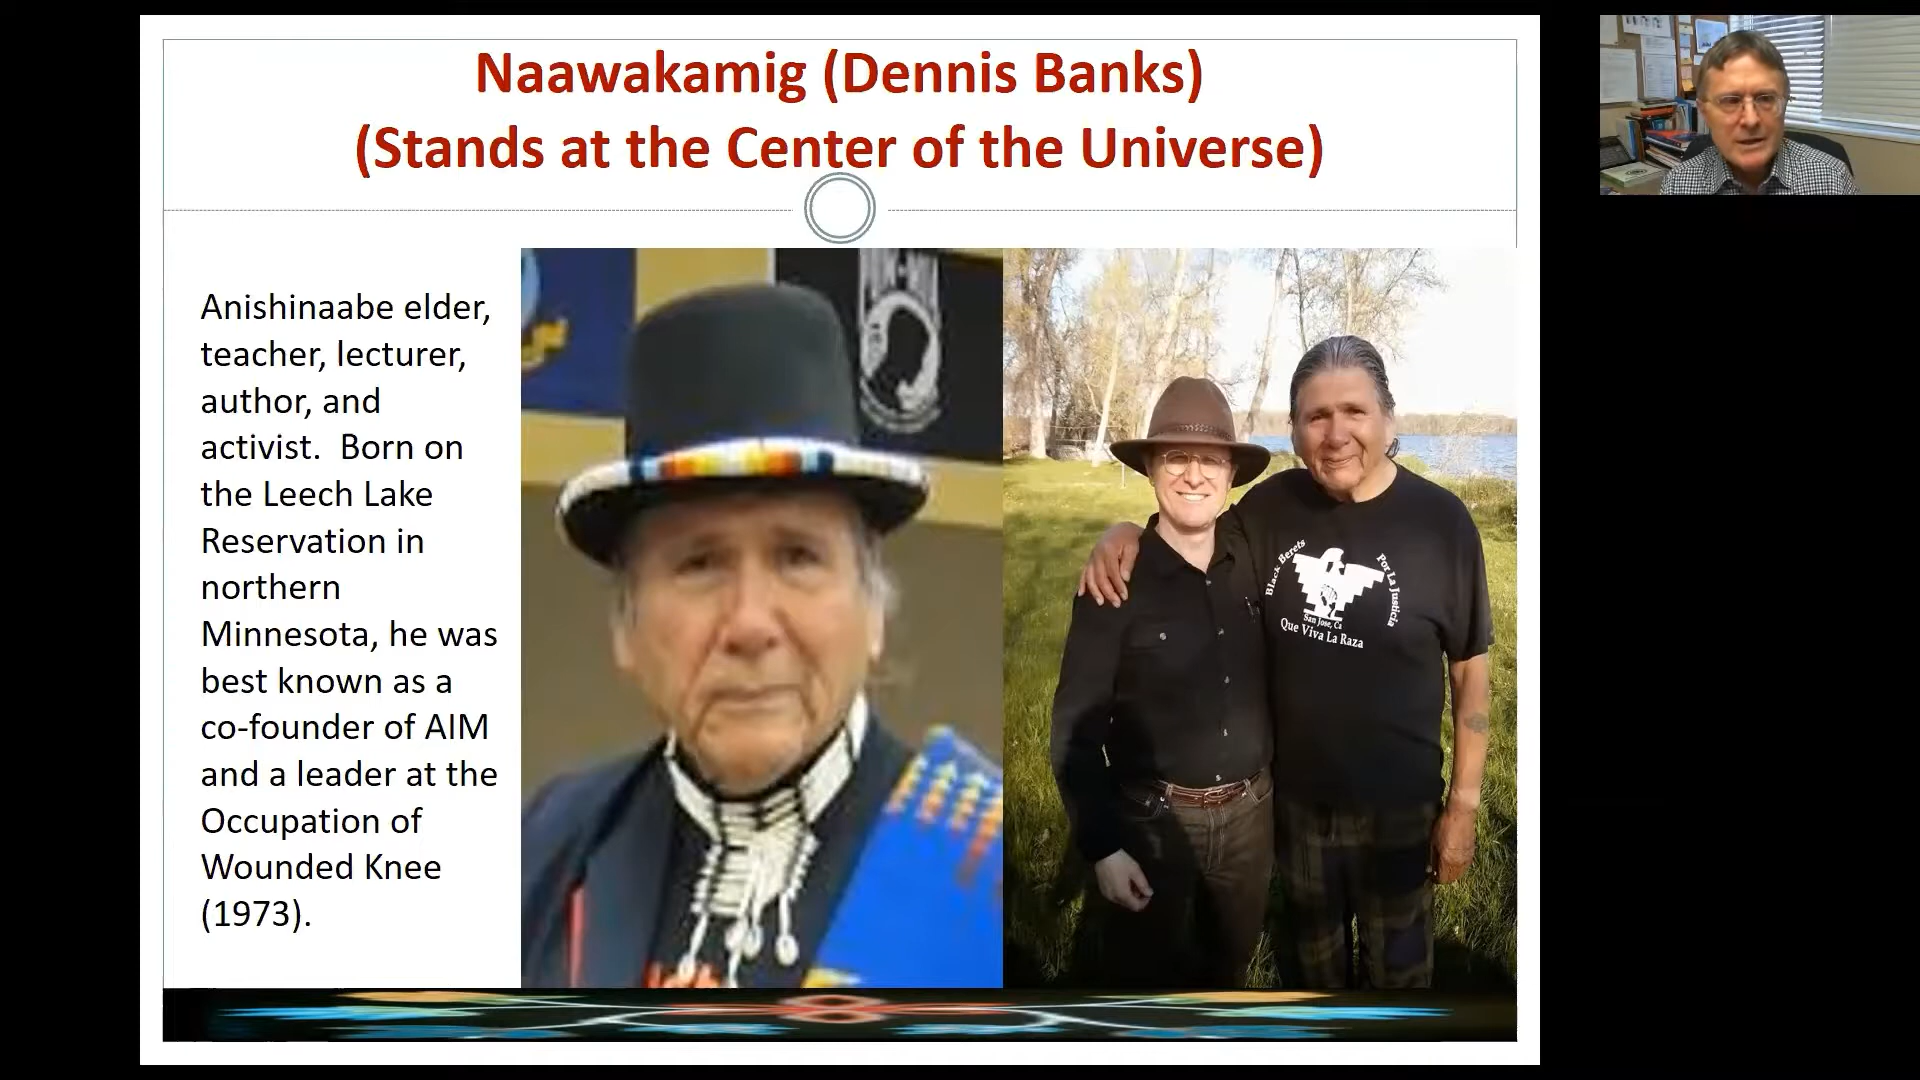 Naawakamig (Dennis Banks)
(Stands at the Center of the Universe)
Anishinaabe elder,
teacher, lecturer,
author, and
activist.  Born on
the Leech Lake
Reservation in
northern
Minnesota, he was
best known as a
co-founder of AIM
and a leader at the
Occupation of
Wounded Knee
(1973).
Black Berets
Por La Justicia
San Jose, Ca
Que Viva La Raza